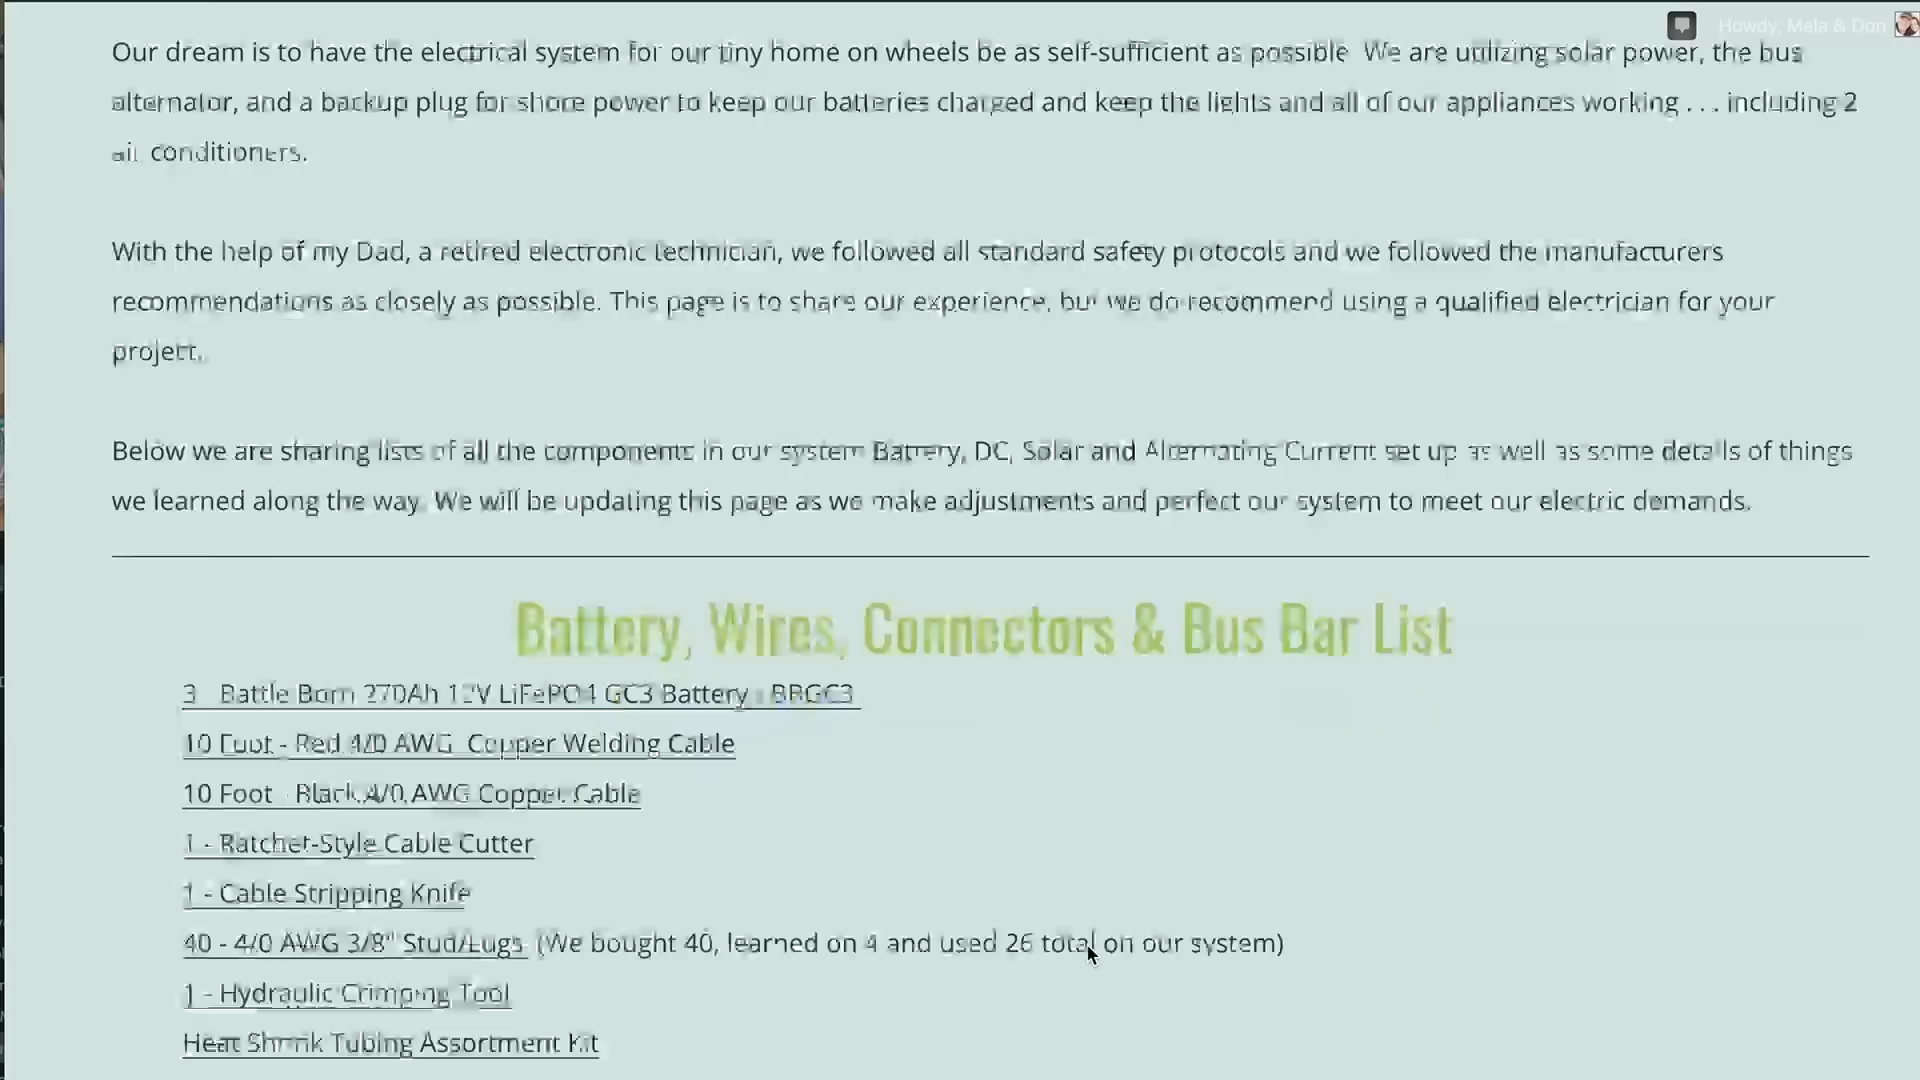 Howdy, Mela & Don
Our dream is to have the electrical system for our tiny home on wheels be as self-sufficient as possible We are utilizing solar power, the bus
alternator, and a backup plug for shore power to keep our batteries charged and keep the lights and all of our appliances working . . . including 2
air conditioners.
With the help of my Dad, a retired electronic technician, we followed all standard safety protocols and we followed the manufacturers
recommendations as closely as possible. This page is to share our experience, but we do recommend using a qualified electrician for your
project.
Below we are sharing lists of all the components in our system Battery, DC, Solar and Alternating Current set up as well as some details of things
we learned along the way. We will be updating this page as we make adjustments and perfect our system to meet our electric demands.
Battery, Wires, Connectors & Bus Bar List
3 Battle Born 270Ah 12V LiFePO4 GC3 Battery - BBGC3
10 Foot - Red 4/0 AWG Copper Welding Cable
10 Foot - Black 4/0 AWG Copper Cable
1 - Ratchet-Style Cable Cutter
1 - Cable Stripping Knife
40 - 4/0 AWG 3/8" Stud/Lugs (We bought 40, learned on 4 and used 26 total on our system)
1 - Hydraulic Crimping Tool
Heat Shrink Tubing Assortment Kit